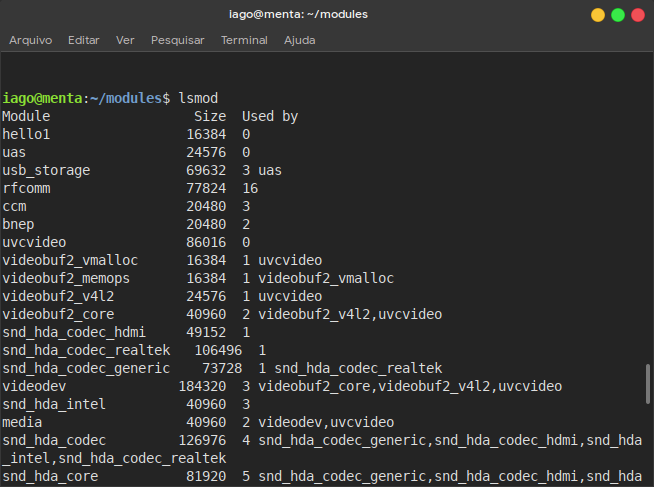 iago@menta: ~/modules
Arquivo Editar Ver Pesquisar Terminal Ajuda
iago@menta:~/modules$ lsmod
Module                  Size  Used by
hello1                 16384  0
uas                    24576  0
usb_storage            69632  3 uas
rfcomm                 77824  16
ccm                    20480  3
bnep                   20480  2
uvcvideo               86016  0
videobuf2_vmalloc      16384  1 uvcvideo
videobuf2_memops       16384  1 videobuf2_vmalloc
videobuf2_v4l2         24576  1 uvcvideo
videobuf2_core         40960  2 videobuf2_v4l2,uvcvideo
snd_hda_codec_hdmi     49152  1
snd_hda_codec_realtek   106496  1
snd_hda_codec_generic    73728  1 snd_hda_codec_realtek
videodev              184320  3 videobuf2_core,videobuf2_v4l2,uvcvideo
snd_hda_intel          40960  3
media                  40960  2 videodev,uvcvideo
snd_hda_codec         126976  4 snd_hda_codec_generic,snd_hda_codec_hdmi,snd_hda
_intel,snd_hda_codec_realtek
snd_hda_core           81920  5 snd_hda_codec_generic,snd_hda_codec_hdmi,snd_hda